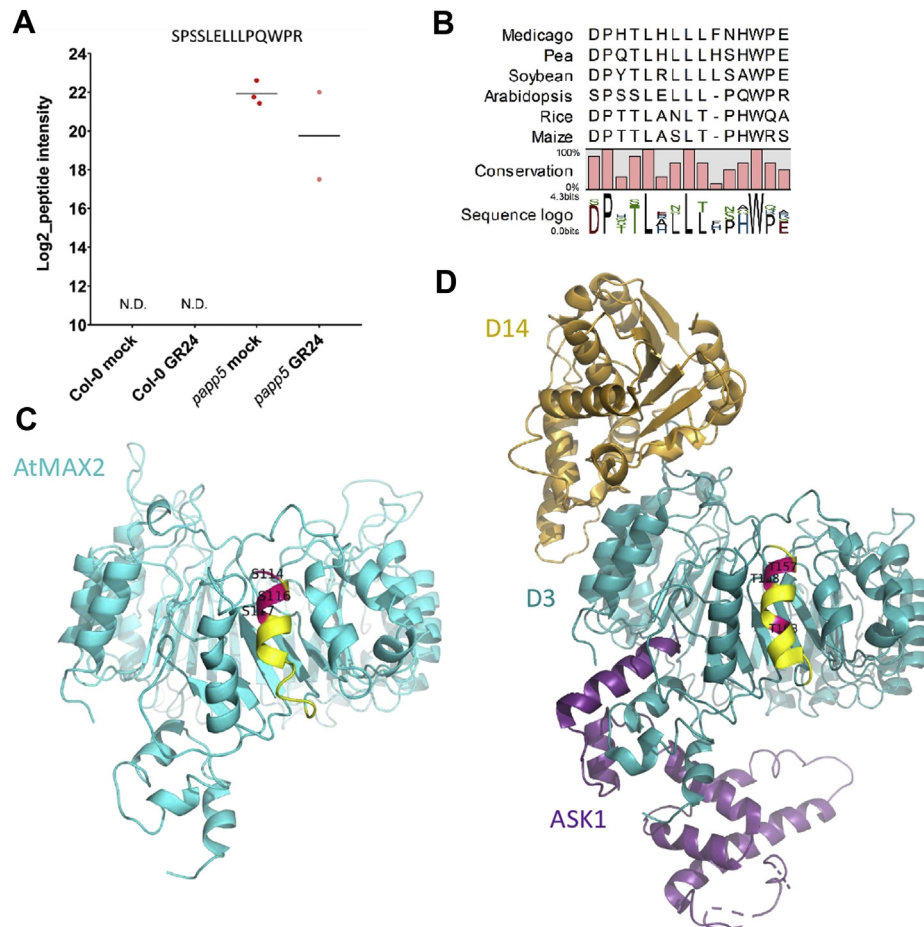 A
SPSSLELLLPQWPR
Log2_peptide intensity
24
22
20
18
16
14
12
10
N.D.
N.D.
Col-0 mock
Col-0 GR24
papp5 mock
papp5 GR24
B
Medicago DPHTLHLLLFNHWPE
Pea DPQTLHLLLHSHWPE
Soybean DPYTLRLLLLSAWPE
Arabidopsis SPSSLELLL-PQWPR
Rice DPTTLANLT-PHWQA
Maize DPTTLASLT-PHWRS
100%
Conservation
0%
4.3bits
Sequence logo
0.0bits
C
AtMAX2
S114
S116
D
D14
D3
ASK1